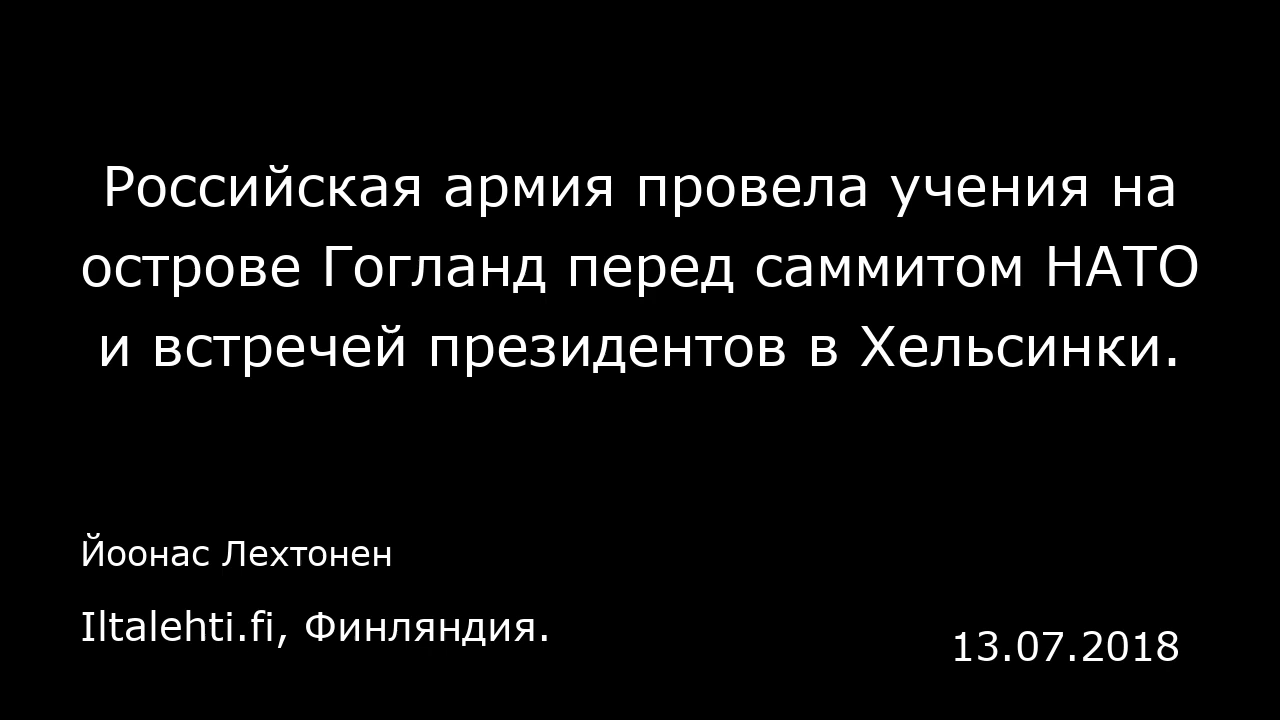 Российская армия провела учения на
острове Гогланд перед саммитом НАТО
и встречей президентов в Хельсинки.
Йоонас Лехтонен
Iltalehti.fi, Финляндия.
13.07.2018